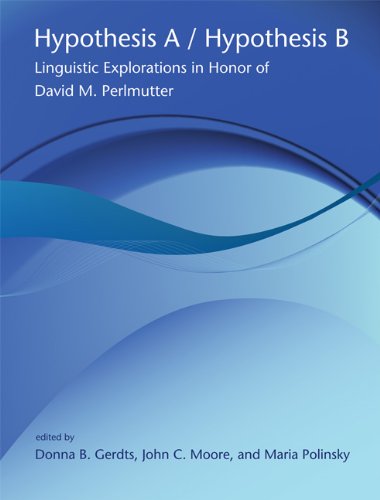 Hypothesis A / Hypothesis B
Linguistic Explorations in Honor of
David M. Perlmutter
edited by
Donna B. Gerdts, John C. Moore, and Maria Polinsky